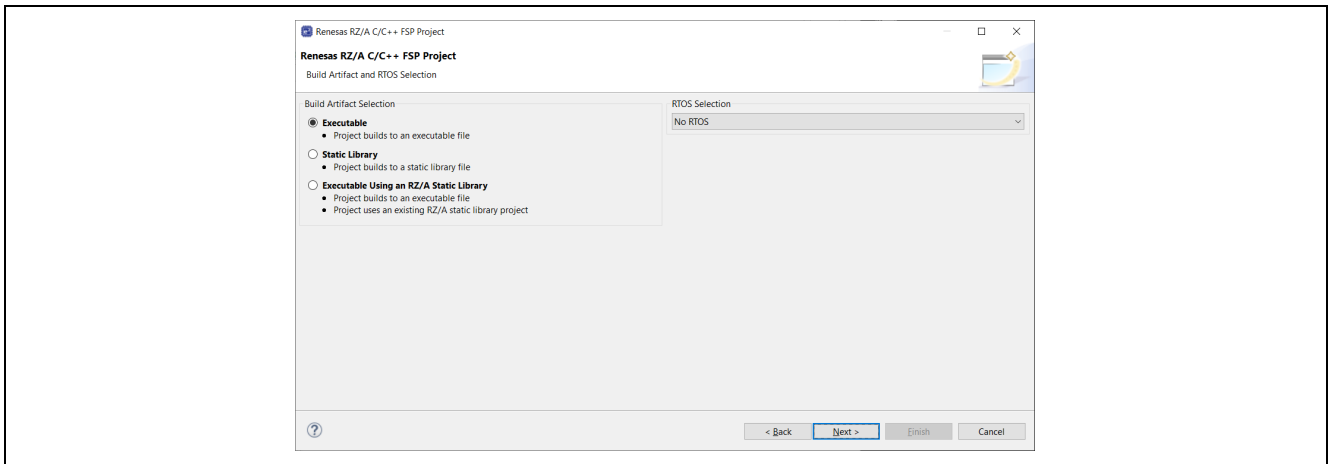 Renesas RZ/A C/C++ FSP Project
Renesas RZ/A C/C++ FSP Project
Build Artifact and RTOS Selection
Build Artifact Selection
Executable
• Project builds to an executable file
Static Library
• Project builds to a static library file
Executable Using an RZ/A Static Library
• Project builds to an executable file
• Project uses an existing RZ/A static library project
RTOS Selection
No RTOS
?
< Back Next > Finish Cancel